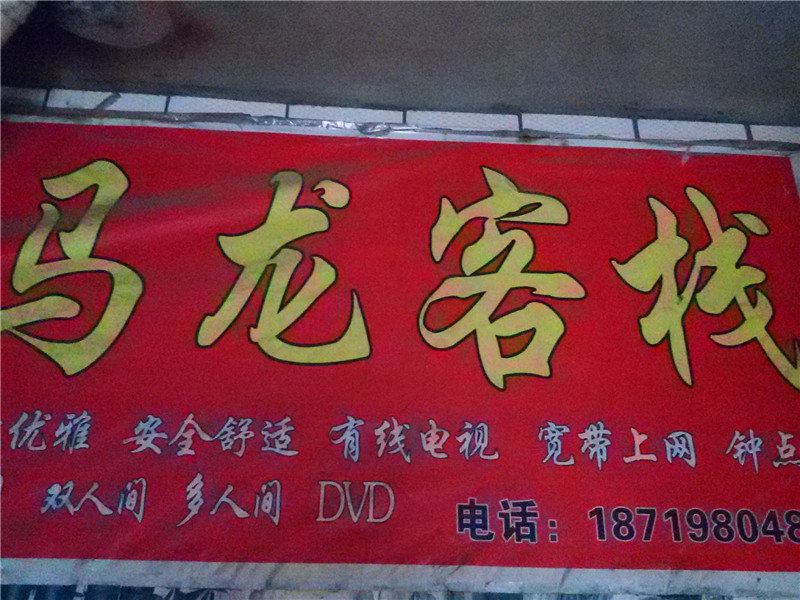 马龙客栈
优雅 安全舒适 有线电视 宽带上网 钟点
双人间 多人间 DVD 电话：187198048